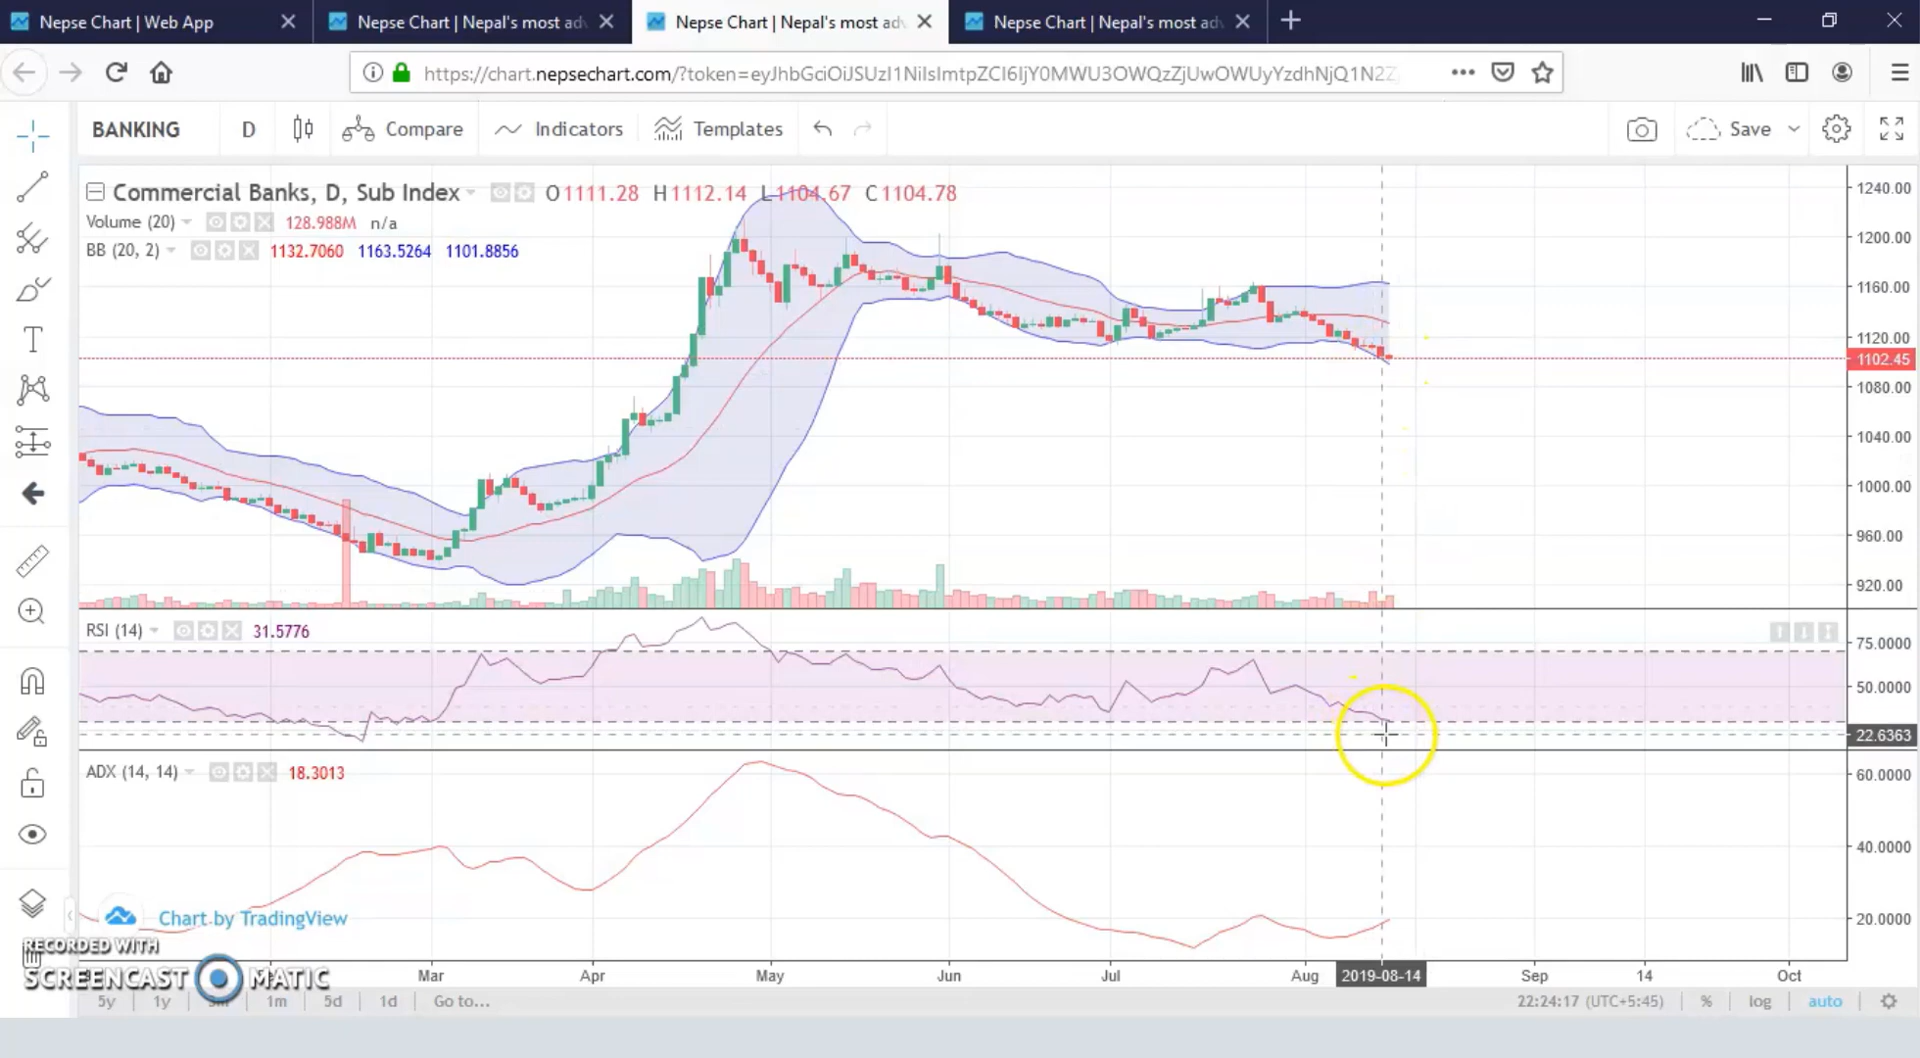 Nepse Chart | Web App
Nepse Chart | Nepal's most adv
Nepse Chart | Nepal's most adv
Nepse Chart | Nepal's most adv
https://chart.nepsechart.com/?token=
BANKING D Compare Indicators Templates Save
Commercial Banks, D, Sub Index O1111.28 H1112.14 L1104.67 C1104.78
Volume (20) 128.988M n/a
BB (20, 2) 1132.7060 1163.5264 1101.8856
1240.00
1200.00
1160.00
1120.00
1102.45
1080.00
1040.00
1000.00
960.00
920.00
RSI (14) 31.5776
75.0000
50.0000
22.6363
ADX (14, 14) 18.3013
60.0000
40.0000
20.0000
Chart by TradingView
RECORDED WITH
SCREENCAST MATIC
Mar Apr May Jun Jul Aug 2019-08-14 Sep 14 Oct
5y 1y 1m 5d 1d Go to... 22:24:17 (UTC+5:45) % log auto